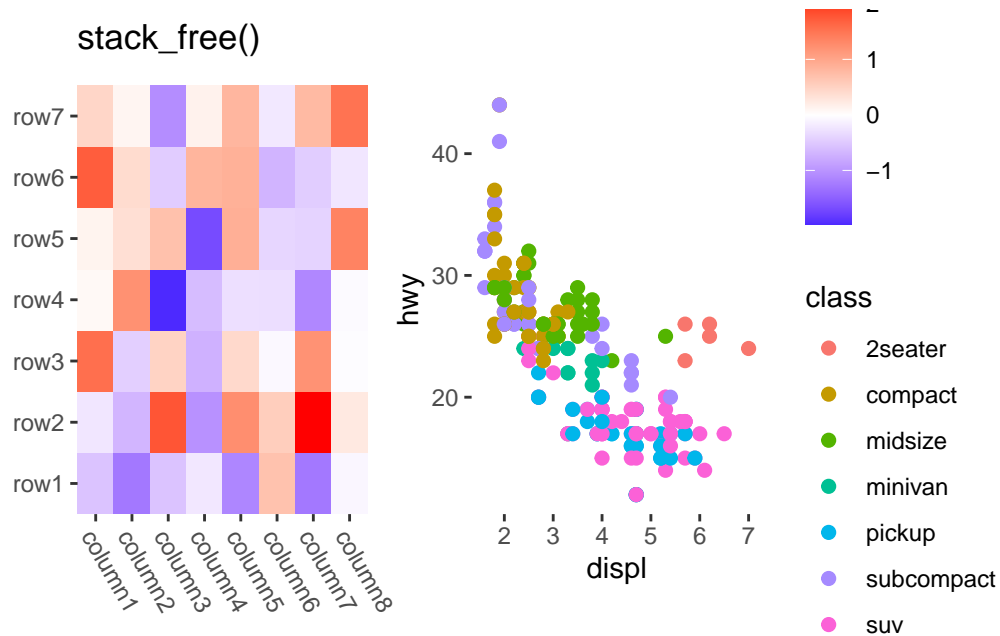 stack_free()
row7
row6
row5
row4
row3
row2
row1
column1
column2
column3
column4
column5
column6
column7
column8
hwy
40
30
20
2 3 4 5 6 7
displ
2
1
0
−1
class
2seater
compact
midsize
minivan
pickup
subcompact
suv